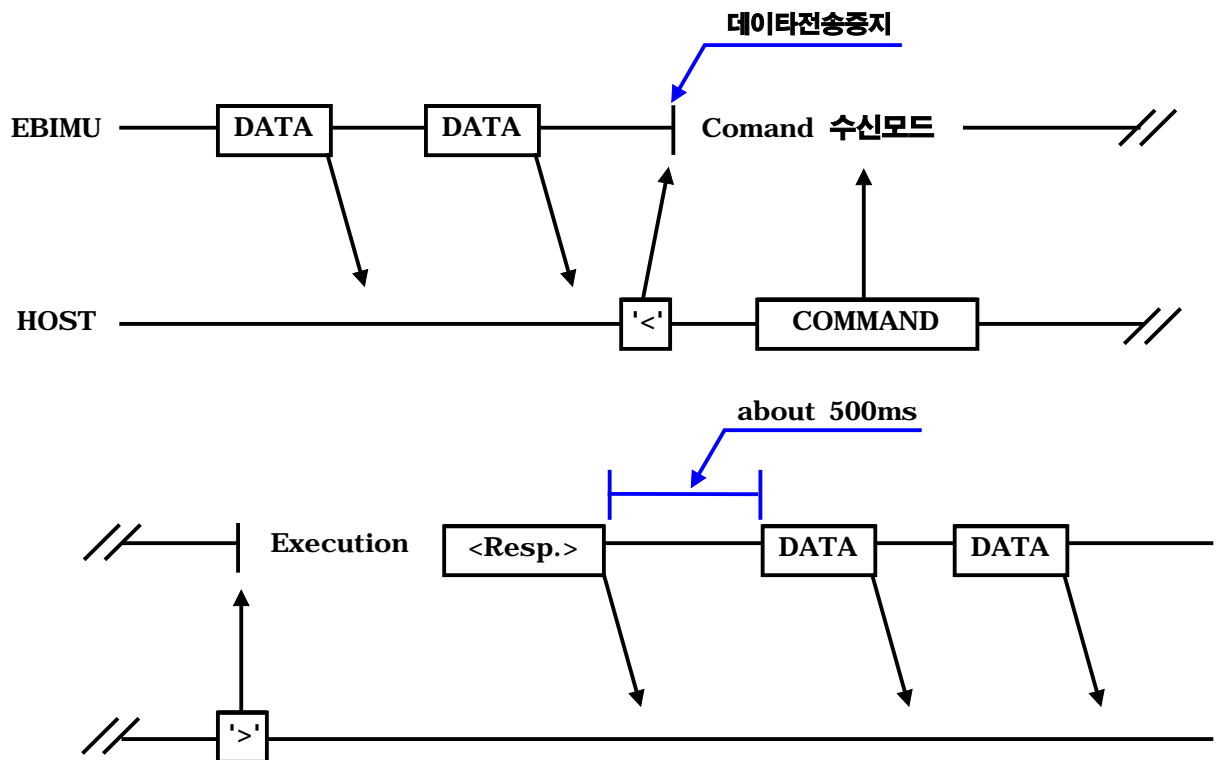 데이타전송중지
EBIMU DATA DATA Comand 수신모드
HOST '<' COMMAND
about 500ms
Execution <Resp.> DATA DATA
'>'